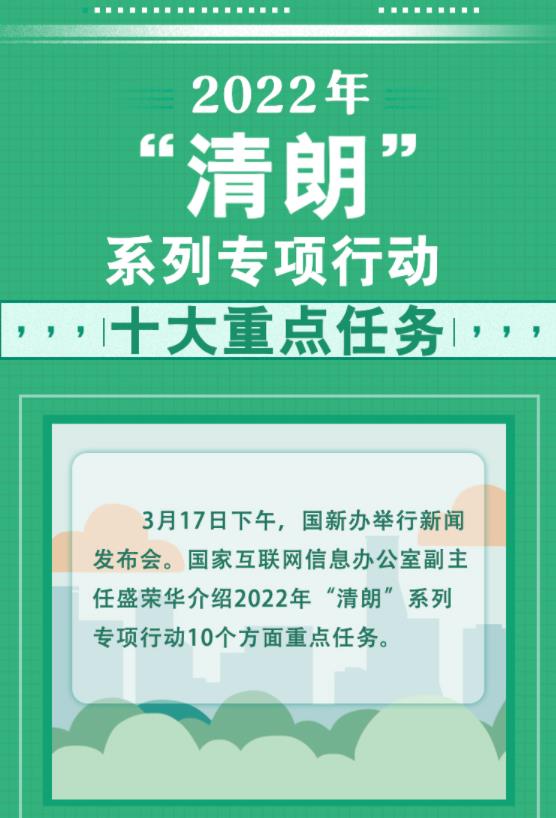 2022年
“清朗”
系列专项行动
，，，|十大重点任务|，，，
3月17日下午，国新办举行新闻
发布会。国家互联网信息办公室副主
任盛荣华介绍2022年“清朗”系列
专项行动10个方面重点任务。